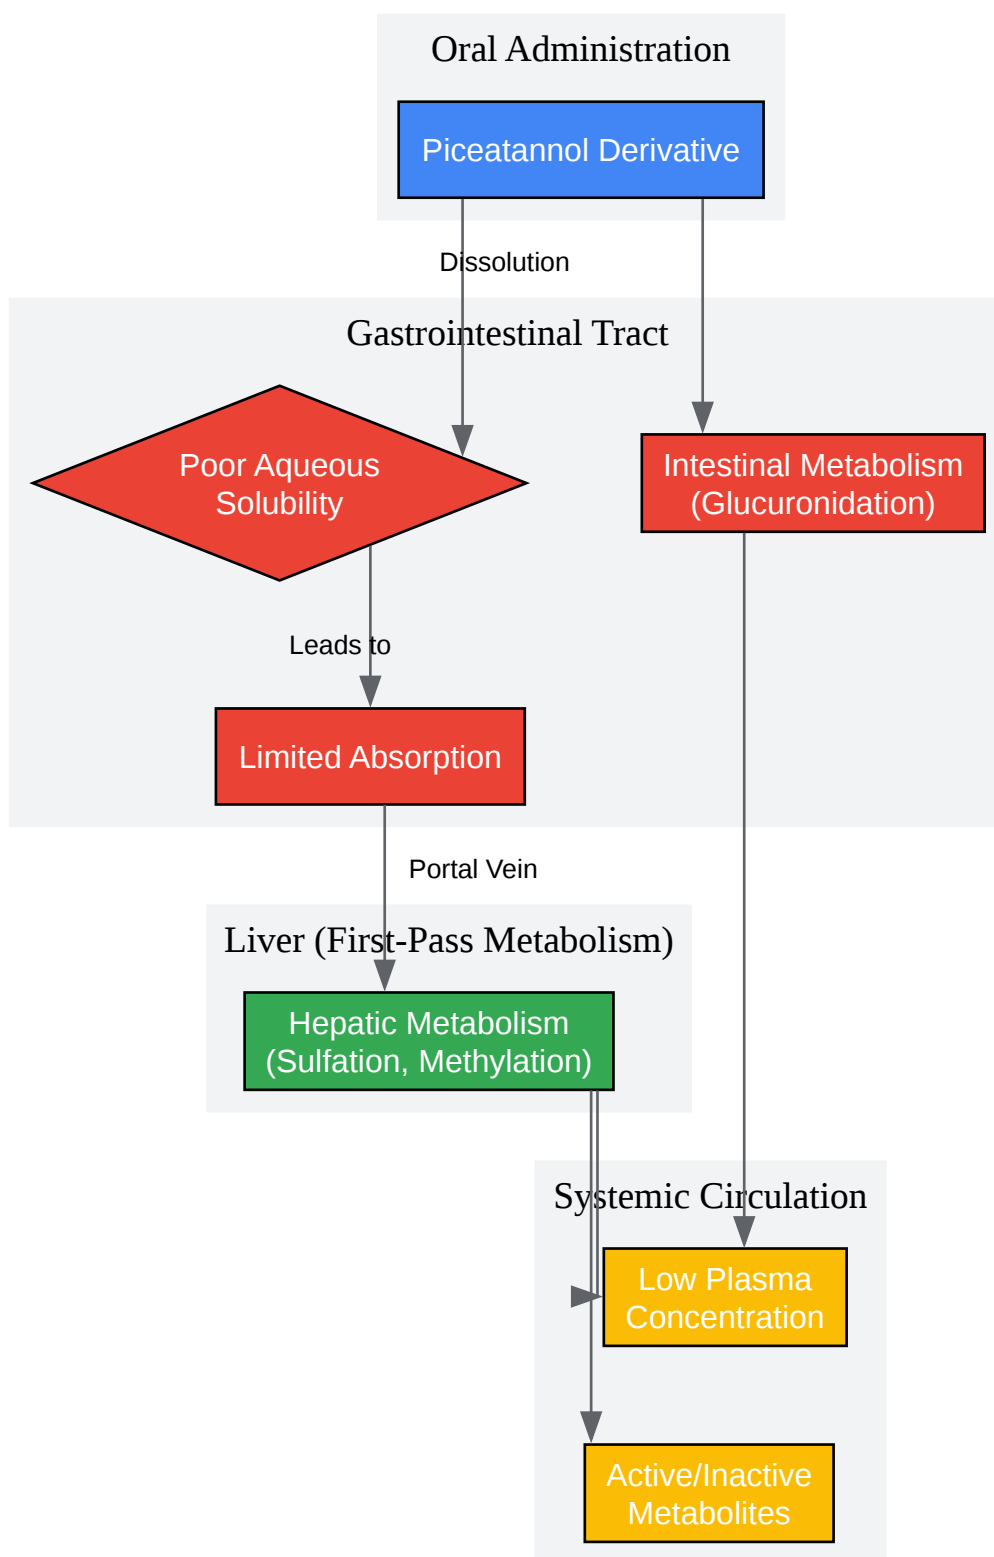 Oral Administration
Piceatannol Derivative
Dissolution
Gastrointestinal Tract
Poor Aqueous
Solubility
Intestinal Metabolism
(Glucuronidation)
Leads to
Limited Absorption
Portal Vein
Liver (First-Pass Metabolism)
Hepatic Metabolism
(Sulfation, Methylation)
Systemic Circulation
Low Plasma
Concentration
Active/Inactive
Metabolites